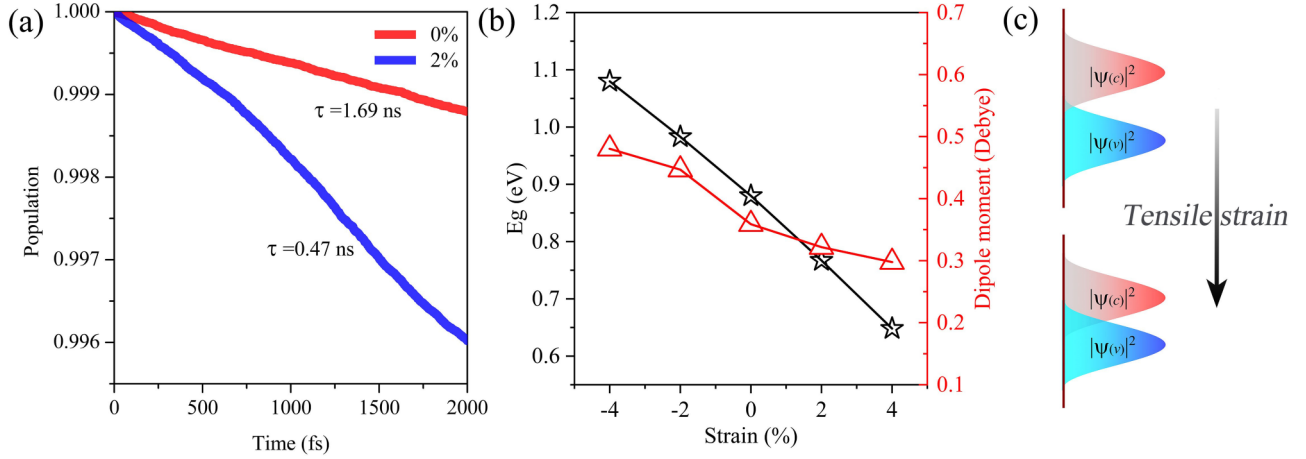 (a)
1.000
0.999
0.998
0.997
0.996
Population
0%
2%
τ = 1.69 ns
τ = 0.47 ns
0
500
1000
1500
2000
Time (fs)
(b)
1.2
1.1
1.0
0.9
0.8
0.7
0.6
Eg (eV)
-4
-2
0
2
4
Strain (%)
0.7
0.6
0.5
0.4
0.3
0.2
0.1
Dipole moment (Debye)
(c)
|Ψ(c)|²
|Ψ(v)|²
Tensile strain
|Ψ(c)|²
|Ψ(v)|²